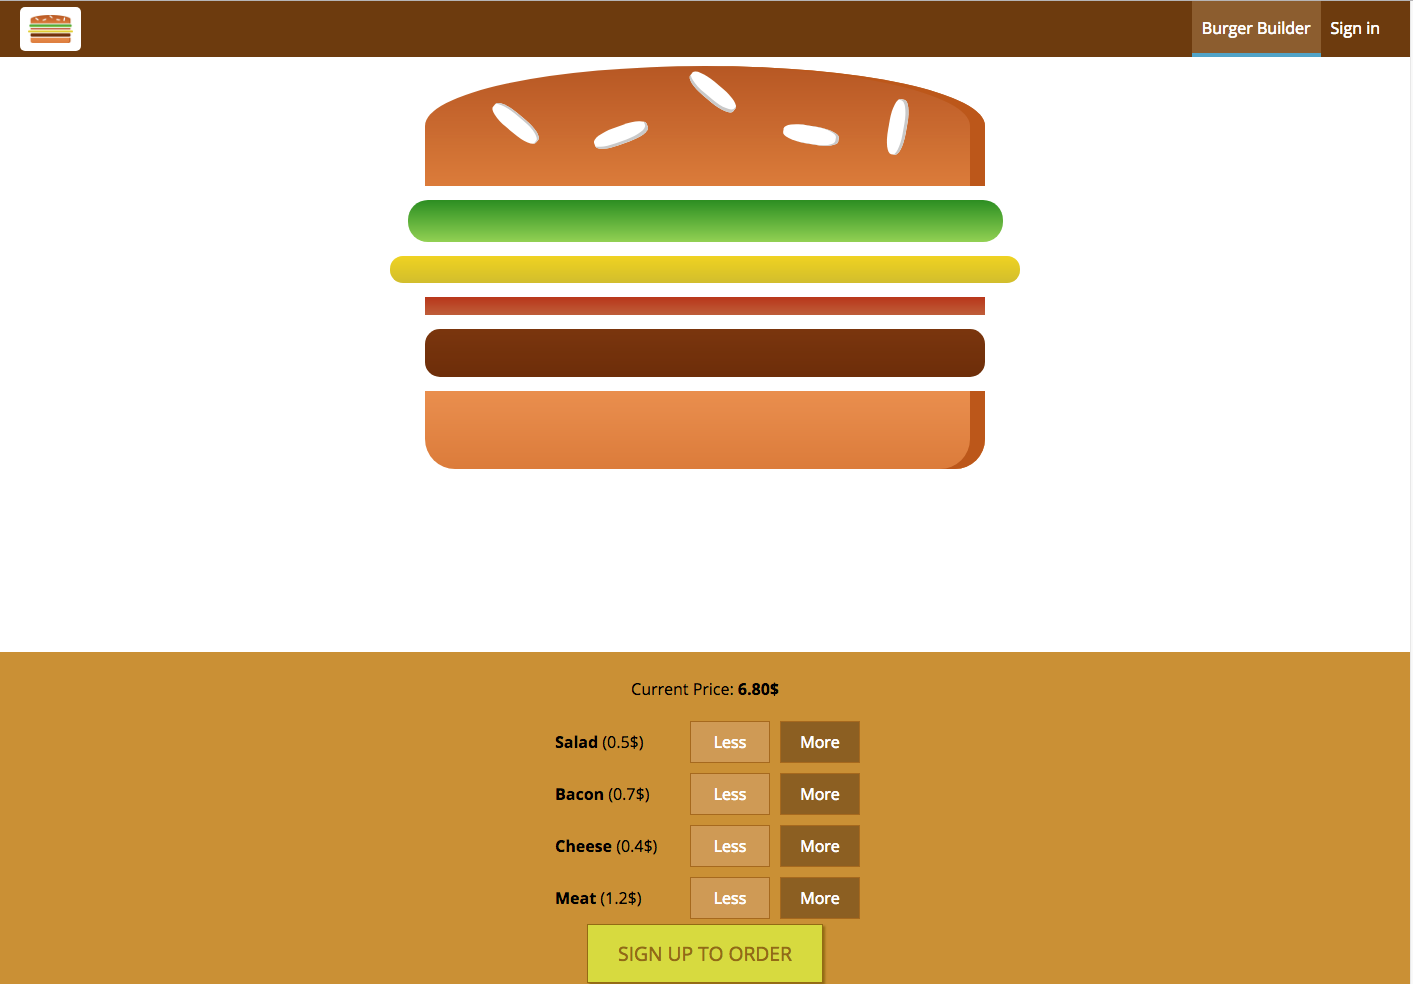 Burger Builder Sign in
Current Price: 6.80$
Salad (0.5$) Less More
Bacon (0.7$) Less More
Cheese (0.4$) Less More
Meat (1.2$) Less More
SIGN UP TO ORDER